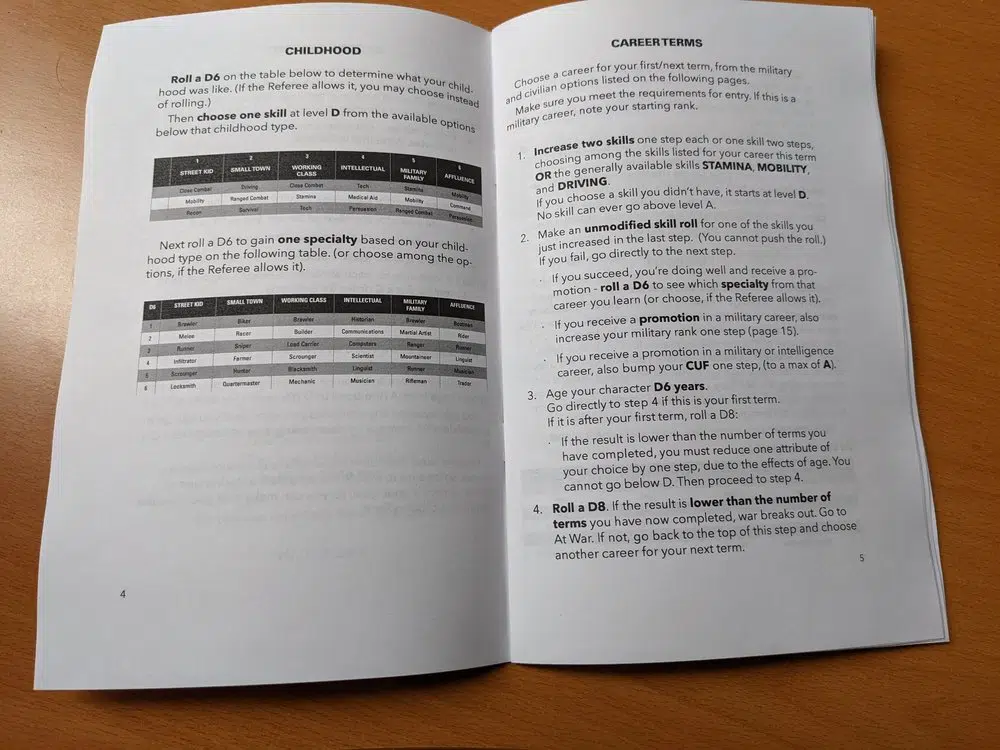 CHILDHOOD
Roll a D6 on the table below to determine what your child-
hood was like. (If the Referee allows it, you may choose instead
of rolling.)
Then choose one skill at level D from the available options
below that childhood type.
1 2 3 4 5 6
STREET KID SMALL TOWN WORKING CLASS INTELLECTUAL MILITARY FAMILY AFFLUENCE
Close Combat Driving Close Combat Tech Stamina Mobility
Mobility Ranged Combat Stamina Medical Aid Mobility Command
Recon Survival Tech Persuasion Ranged Combat Persuasion
Next roll a D6 to gain one specialty based on your child-
hood type on the following table. (or choose among the op-
tions, if the Referee allows it).
D6 STREET KID SMALL TOWN WORKING CLASS INTELLECTUAL MILITARY FAMILY AFFLUENCE
1 Brawler Biker Brawler Historian Brawler Boatman
2 Melee Racer Builder Communications Martial Artist Rider
3 Runner Sniper Load Carrier Computers Ranger Runner
4 Infiltrator Farmer Scrounger Scientist Mountaineer Linguist
5 Scrounger Hunter Blacksmith Linguist Runner Musician
6 Locksmith Quartermaster Mechanic Musician Rifleman Trader
4
CAREER TERMS
Choose a career for your first/next term, from the military
and civilian options listed on the following pages.
Make sure you meet the requirements for entry. If this is a
military career, note your starting rank.
1. Increase two skills one step each or one skill two steps,
choosing among the skills listed for your career this term
OR the generally available skills STAMINA, MOBILITY,
and DRIVING.
If you choose a skill you didn't have, it starts at level D.
No skill can ever go above level A.
2. Make an unmodified skill roll for one of the skills you
just increased in the last step. (You cannot push the roll.)
If you fail, go directly to the next step.
· If you succeed, you're doing well and receive a pro-
motion - roll a D6 to see which specialty from that
career you learn (or choose, if the Referee allows it).
· If you receive a promotion in a military career, also
increase your military rank one step (page 15).
· If you receive a promotion in a military or intelligence
career, also bump your CUF one step, (to a max of A).
3. Age your character D6 years.
Go directly to step 4 if this is your first term.
If it is after your first term, roll a D8:
· If the result is lower than the number of terms you
have completed, you must reduce one attribute of
your choice by one step, due to the effects of age. You
cannot go below D. Then proceed to step 4.
4. Roll a D8. If the result is lower than the number of
terms you have now completed, war breaks out. Go to
At War. If not, go back to the top of this step and choose
another career for your next term.
5